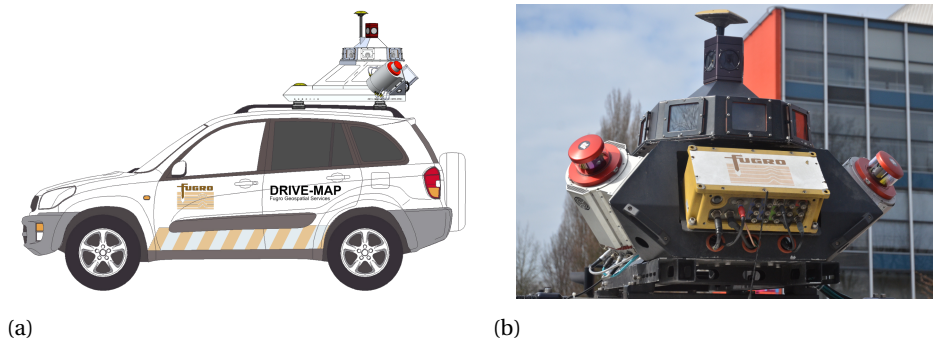 fUGRO
DRIVE-MAP
Fugro Geospatial Services
fUGRO
(a)
(b)